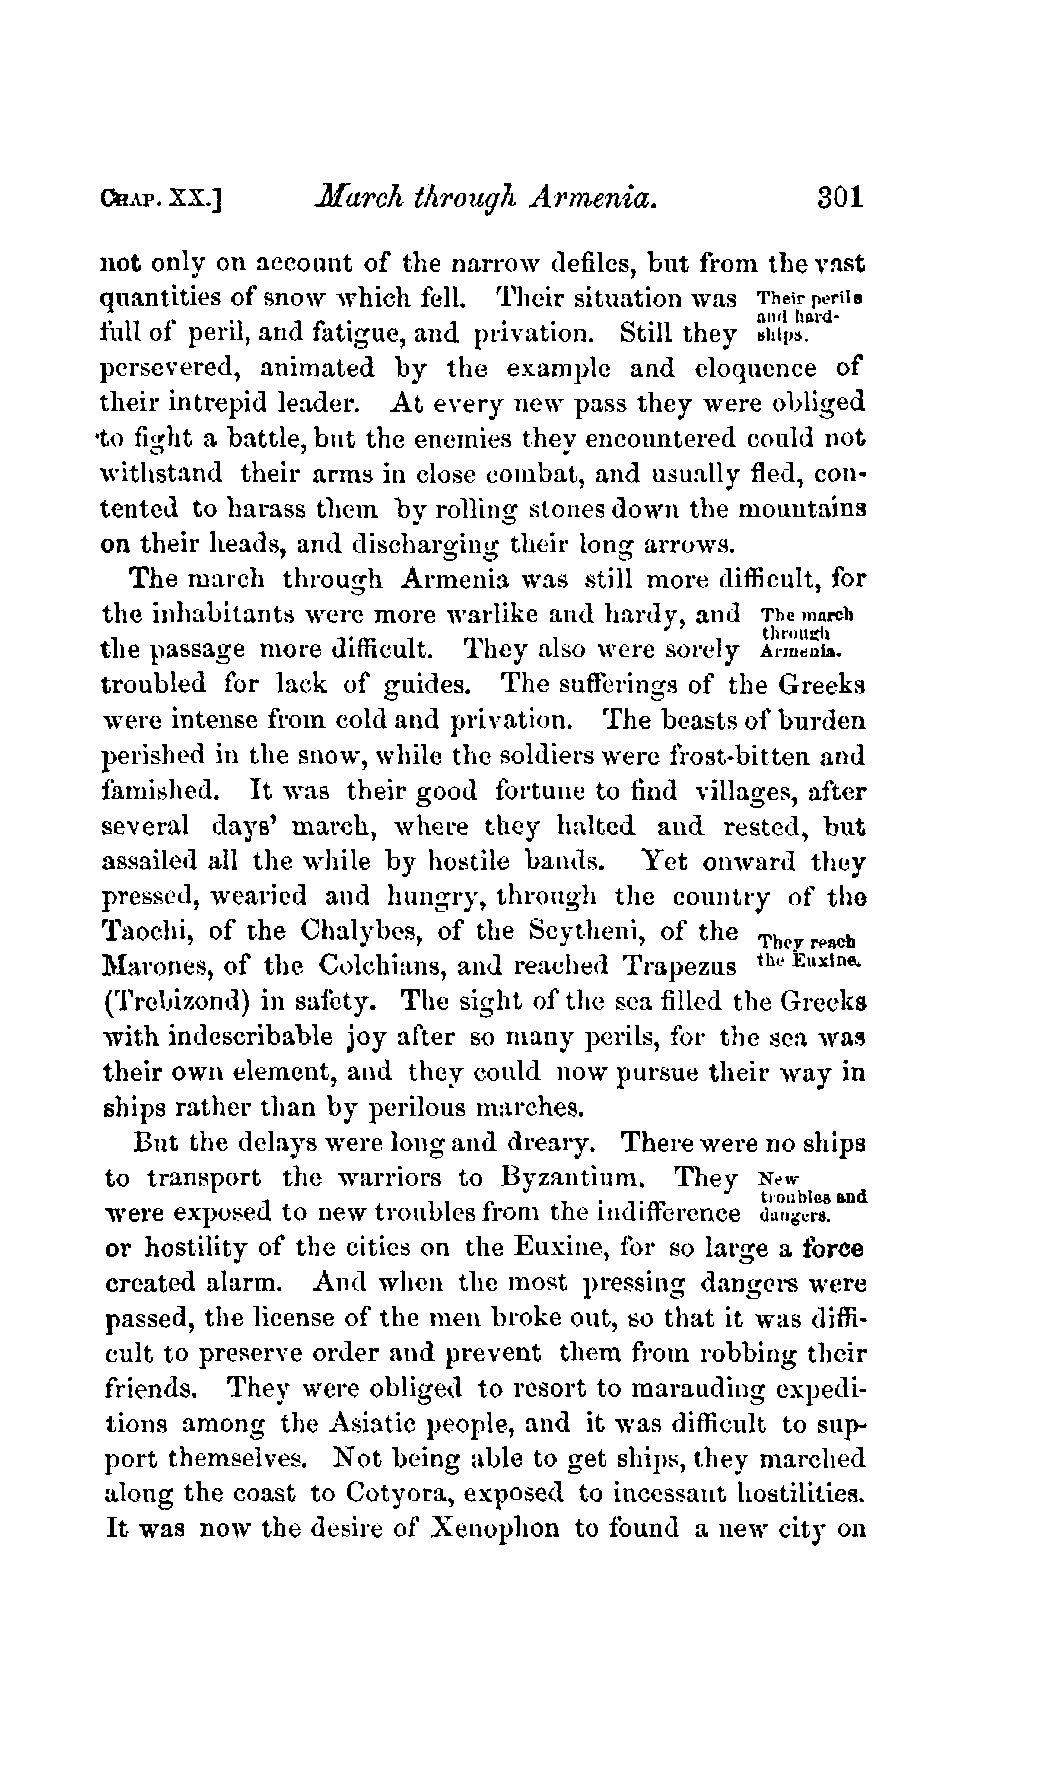 CHAP. XX.] March through Armenia. 301
not only on account of the narrow defiles, but from the vast
quantities of snow which fell. Their situation was
Their perils
and hard-
ships.
full of peril, and fatigue, and privation. Still they
persevered, animated by the example and eloquence of
their intrepid leader. At every new pass they were obliged
to fight a battle, but the enemies they encountered could not
withstand their arms in close combat, and usually fled, con-
tented to harass them by rolling stones down the mountains
on their heads, and discharging their long arrows.
The march through Armenia was still more difficult, for
the inhabitants were more warlike and hardy, and
The march
through
Armenia.
the passage more difficult. They also were sorely
troubled for lack of guides. The sufferings of the Greeks
were intense from cold and privation. The beasts of burden
perished in the snow, while the soldiers were frost-bitten and
famished. It was their good fortune to find villages, after
several days' march, where they halted and rested, but
assailed all the while by hostile bands. Yet onward they
pressed, wearied and hungry, through the country of the
Taochi, of the Chalybes, of the Scytheni, of the
They reach
the Euxine.
Marones, of the Colchians, and reached Trapezus
(Trebizond) in safety. The sight of the sea filled the Greeks
with indescribable joy after so many perils, for the sea was
their own element, and they could now pursue their way in
ships rather than by perilous marches.
But the delays were long and dreary. There were no ships
to transport the warriors to Byzantium. They
New
troubles and
dangers.
were exposed to new troubles from the indifference
or hostility of the cities on the Euxine, for so large a force
created alarm. And when the most pressing dangers were
passed, the license of the men broke out, so that it was diffi-
cult to preserve order and prevent them from robbing their
friends. They were obliged to resort to marauding expedi-
tions among the Asiatic people, and it was difficult to sup-
port themselves. Not being able to get ships, they marched
along the coast to Cotyora, exposed to incessant hostilities.
It was now the desire of Xenophon to found a new city on